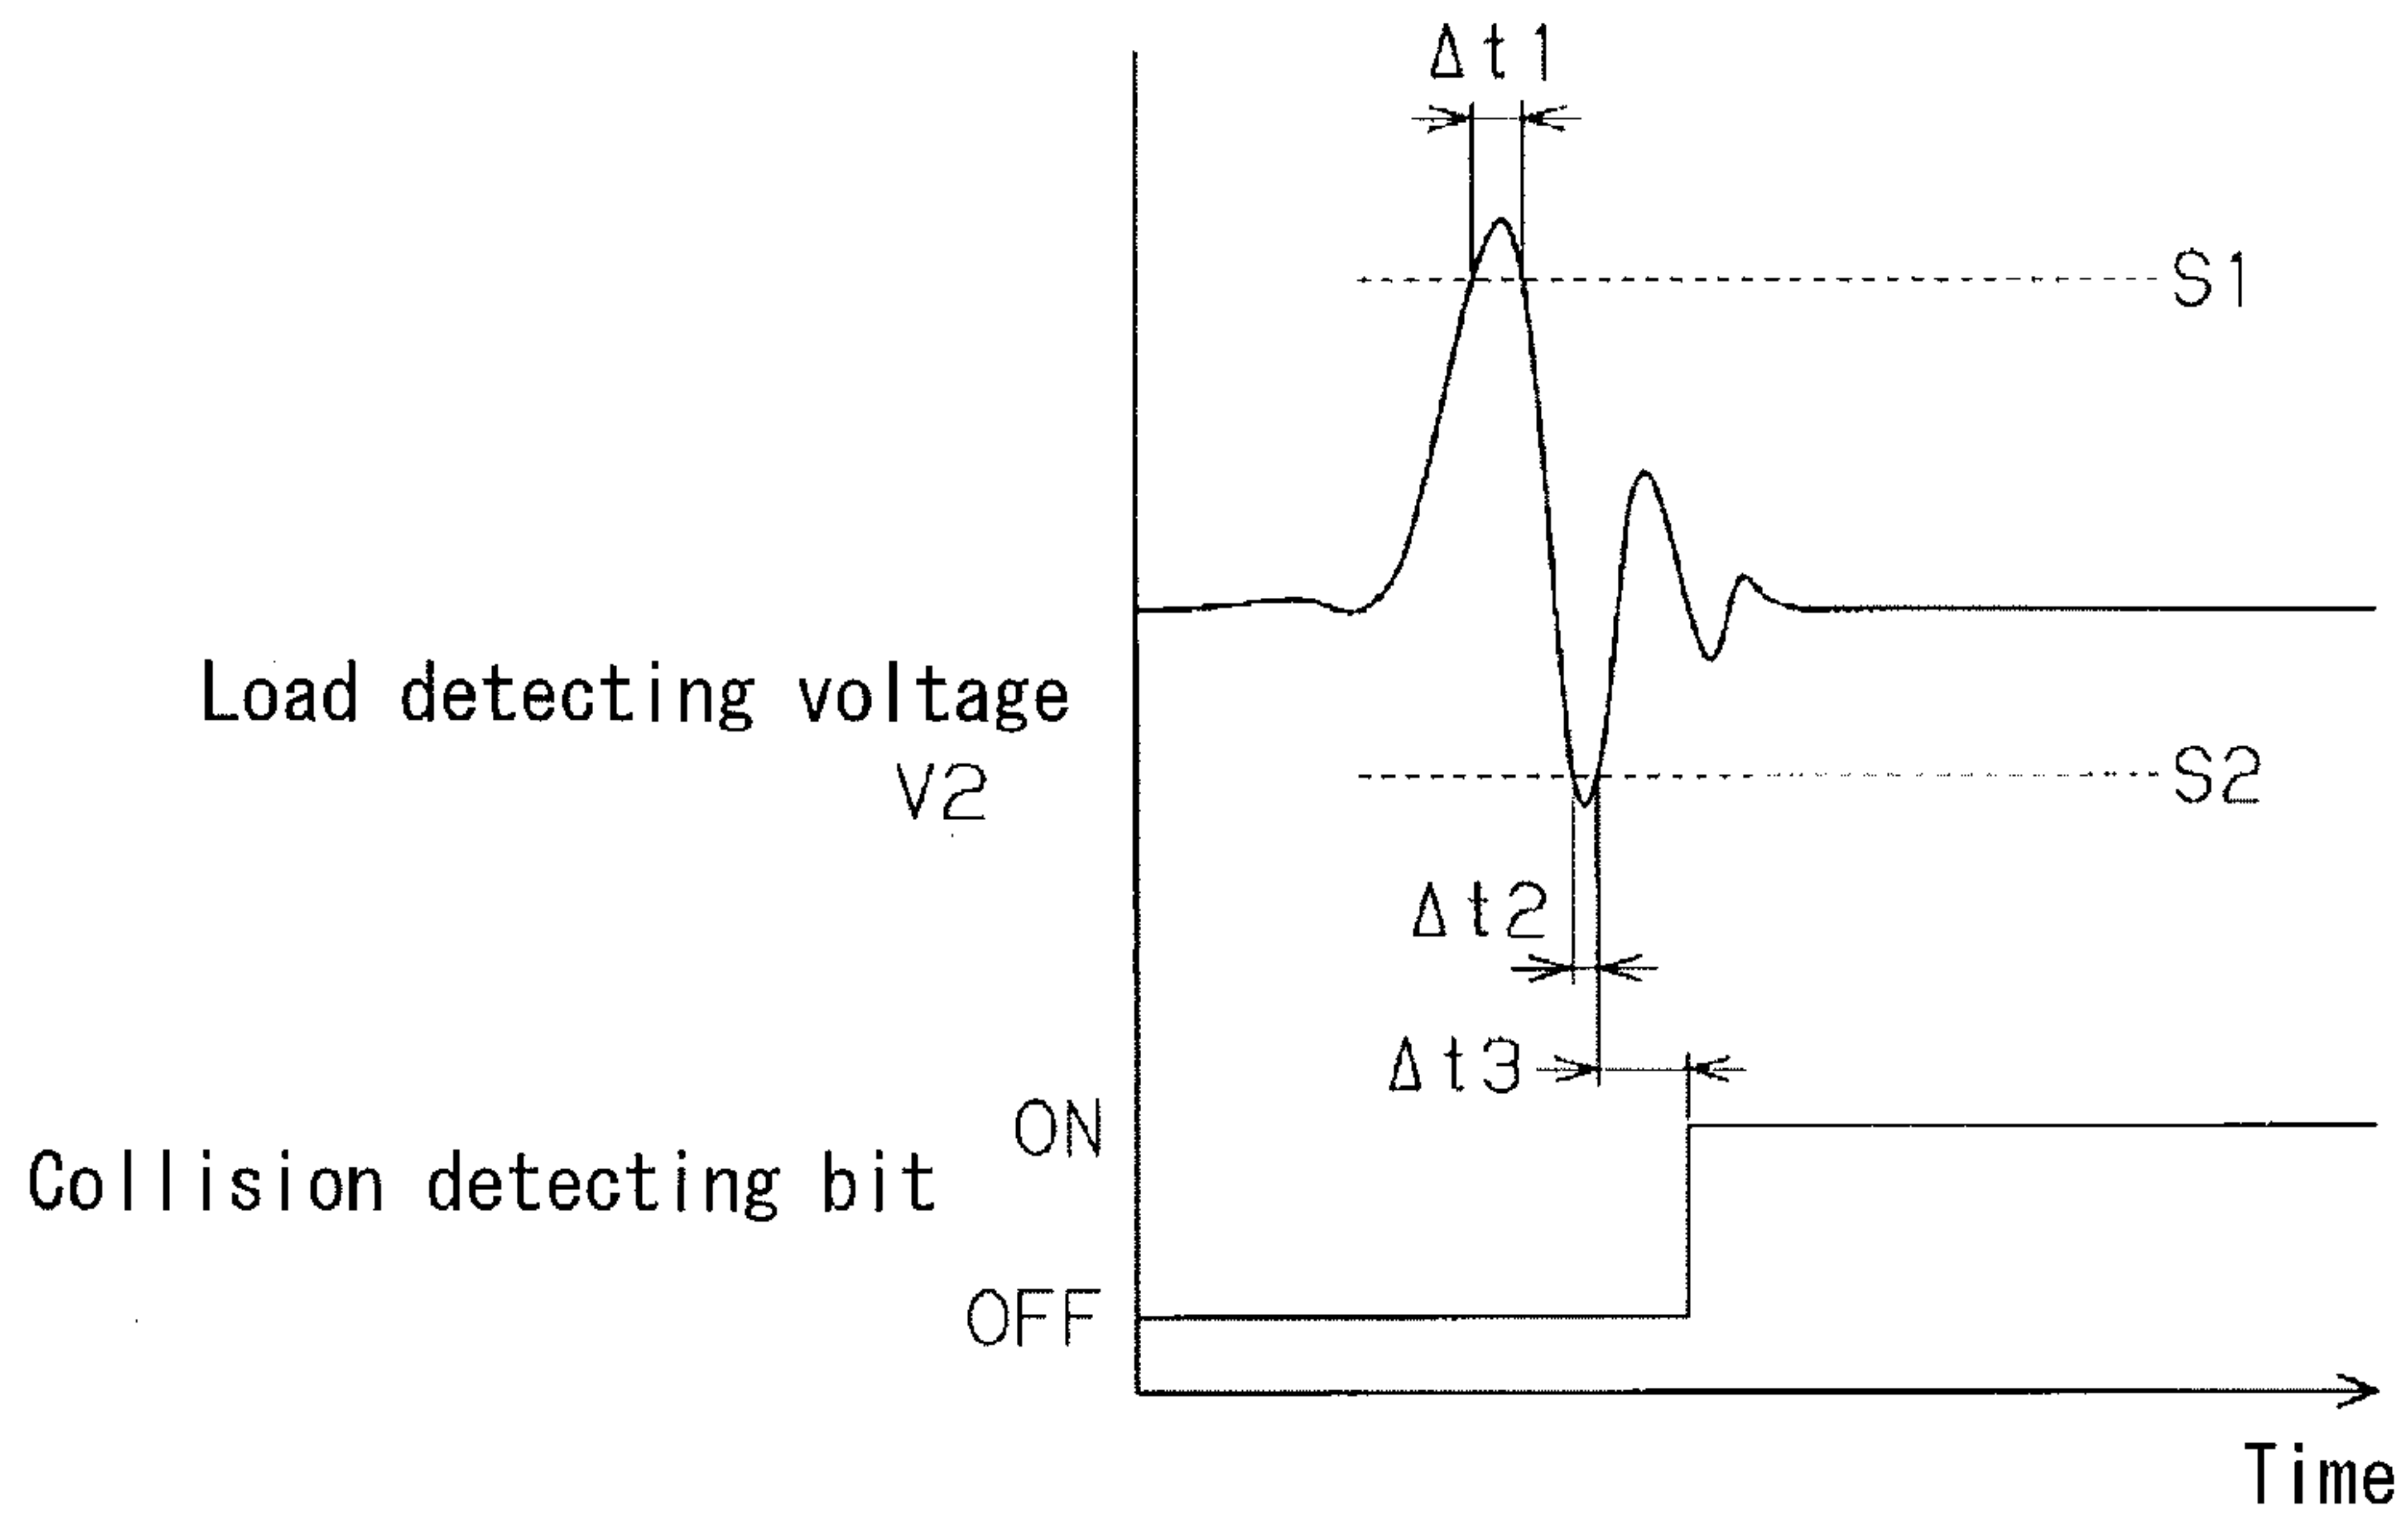 Δt1
S1
Load detecting voltage
V2
S2
Δt2
Δt3
ON
Collision detecting bit
OFF
Time